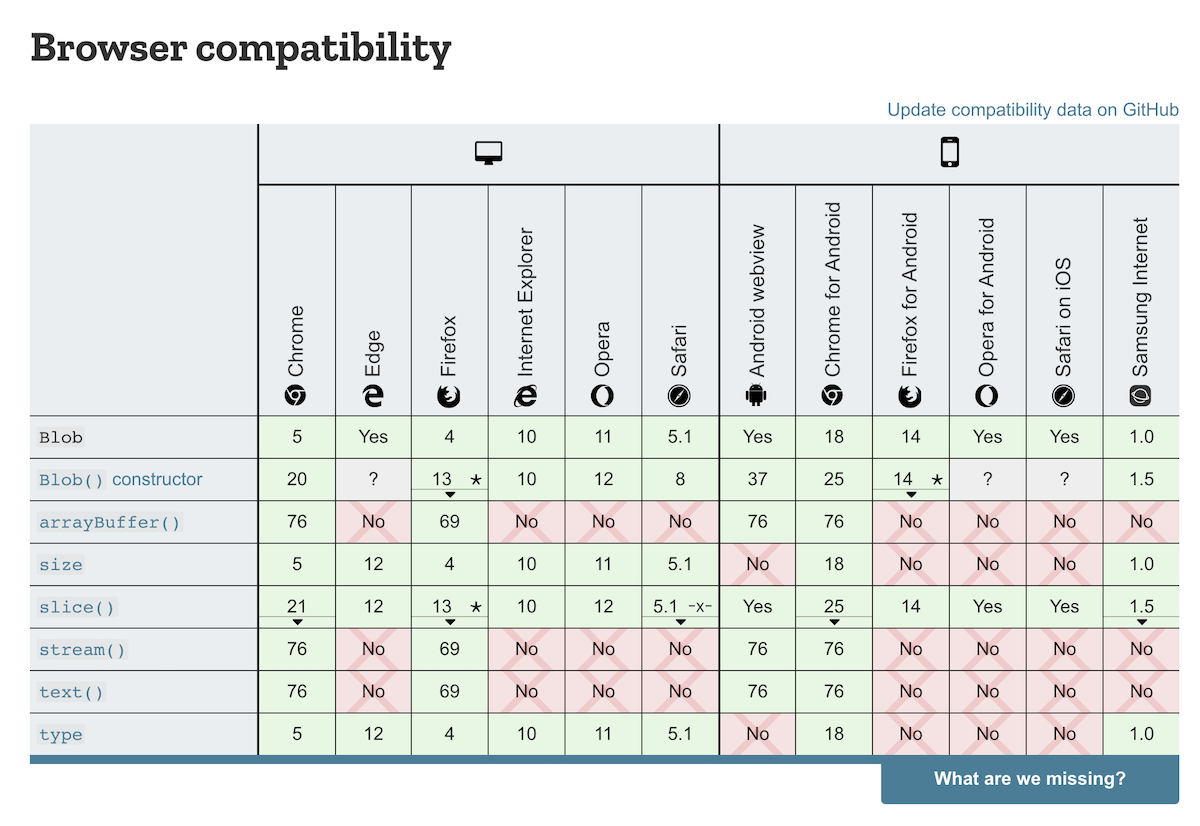 Browser compatibility
Update compatibility data on GitHub
Chrome Edge Firefox Internet Explorer Opera Safari Android webview Chrome for Android Firefox for Android Opera for Android Safari on iOS Samsung Internet
Blob 5 Yes 4 10 11 5.1 Yes 18 14 Yes Yes 1.0
Blob() constructor 20 ? 13 * 10 12 8 37 25 14 * ? ? 1.5
arrayBuffer() 76 No 69 No No No 76 76 No No No No
size 5 12 4 10 11 5.1 No 18 No No No 1.0
slice() 21 12 13 * 10 12 5.1 -x- Yes 25 14 Yes Yes 1.5
stream() 76 No 69 No No No 76 76 No No No No
text() 76 No 69 No No No 76 76 No No No No
type 5 12 4 10 11 5.1 No 18 No No No 1.0
What are we missing?